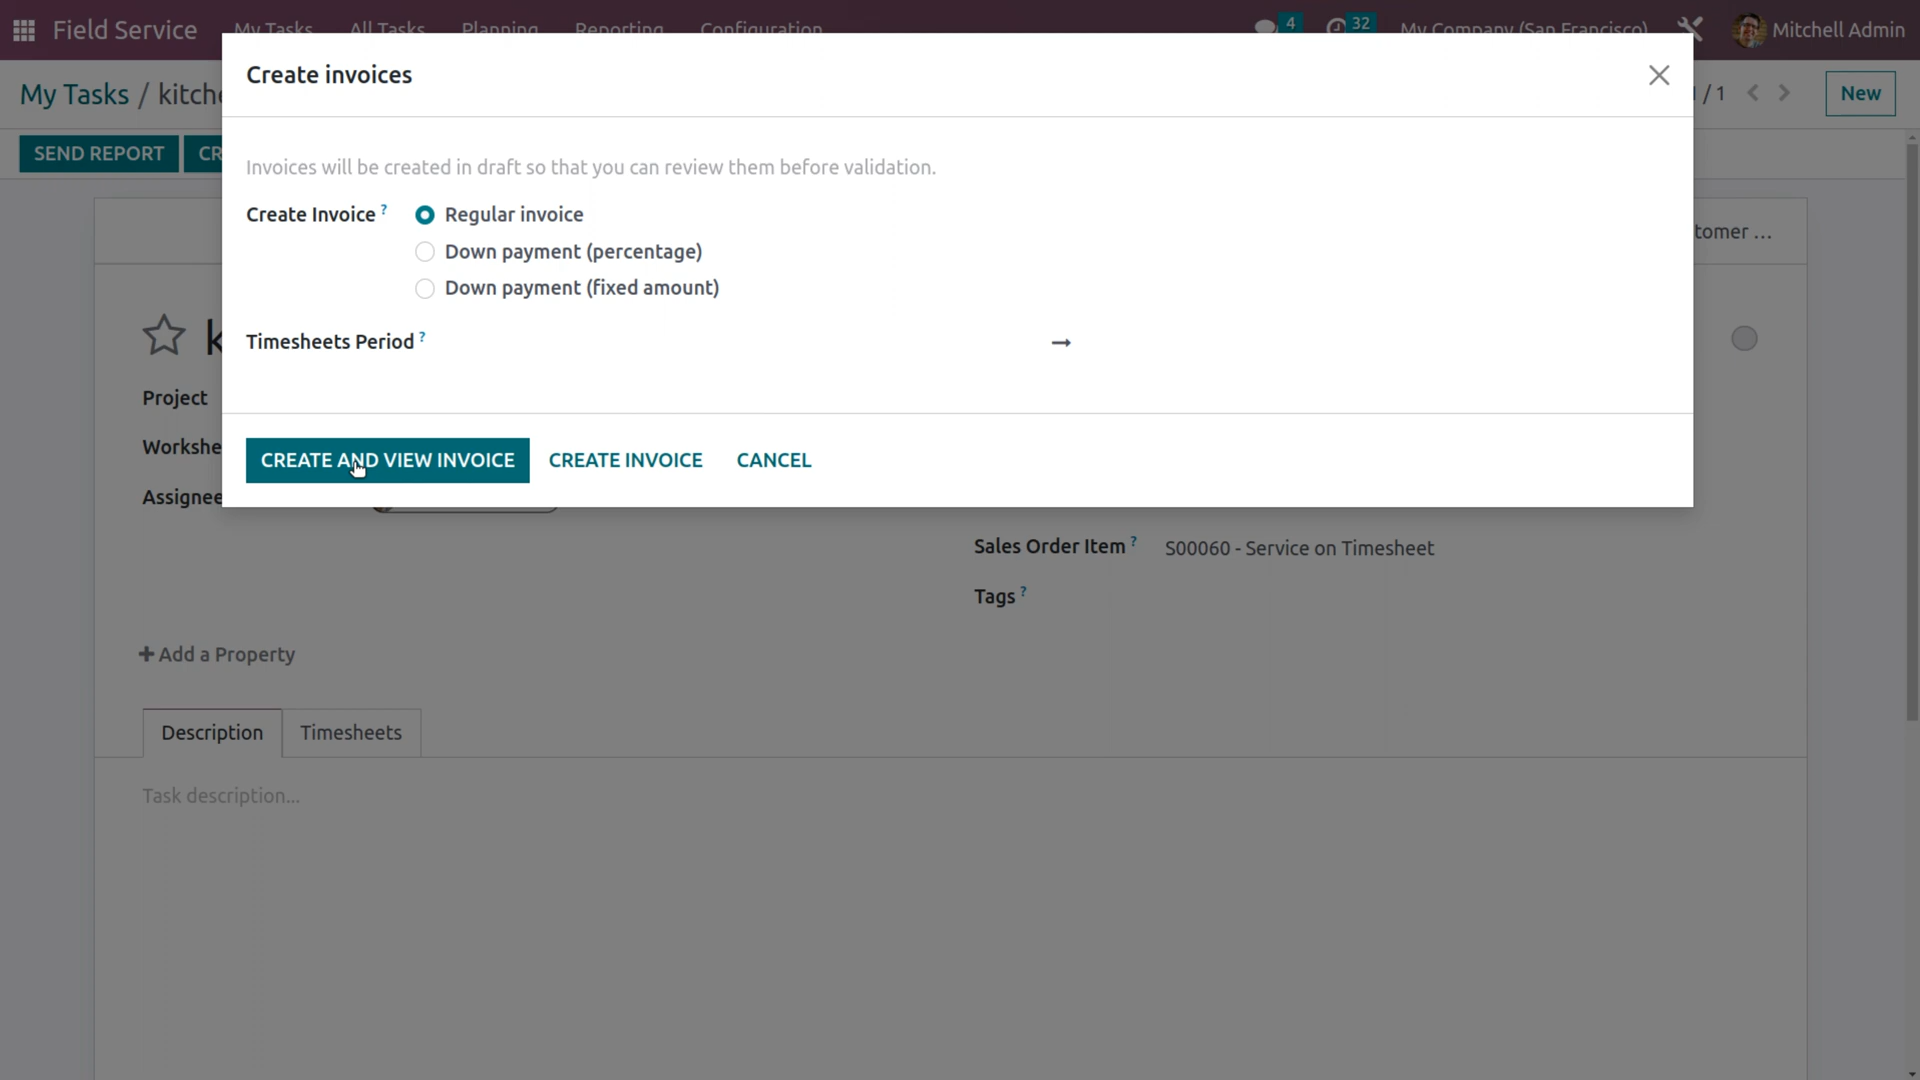 Field Service My Tasks All Tasks Planning Reporting Configuration 4 32 My Company (San Francisco) Mitchell Admin
Create invoices
My Tasks / kitche / 1 New
SEND REPORT CR
Invoices will be created in draft so that you can review them before validation.
Create Invoice ? Regular invoice
Down payment (percentage)
Down payment (fixed amount)
tomer ...
Timesheets Period ? →
k
Project
Workshe
CREATE AND VIEW INVOICE CREATE INVOICE CANCEL
Assignee
Sales Order Item ? S00060 - Service on Timesheet
Tags ?
+ Add a Property
Description Timesheets
Task description...